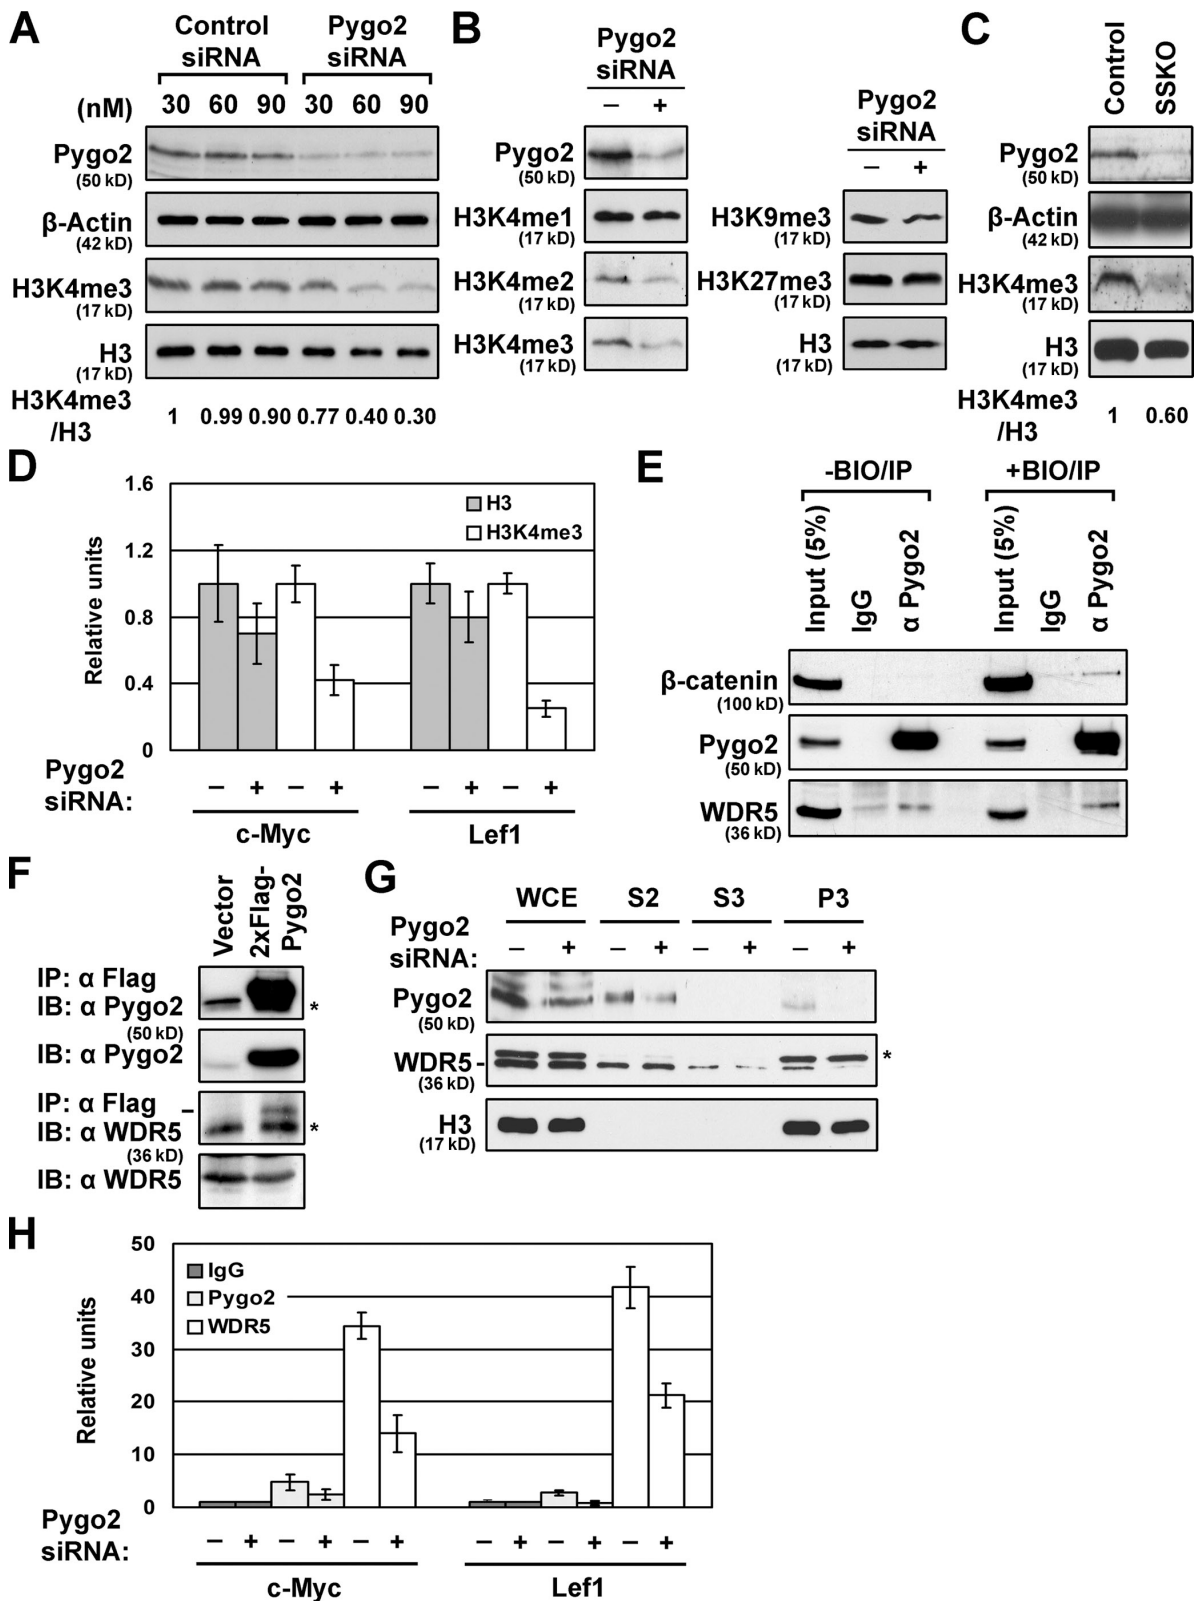 A
Control siRNA
Pygo2 siRNA
(nM) 30 60 90 30 60 90
Pygo2
(50 kD)
β-Actin
(42 kD)
H3K4me3
(17 kD)
H3
(17 kD)
H3K4me3 /H3 1 0.99 0.90 0.77 0.40 0.30
B
Pygo2 siRNA
– +
Pygo2
(50 kD)
H3K4me1
(17 kD)
H3K4me2
(17 kD)
H3K4me3
(17 kD)
Pygo2 siRNA
– +
H3K9me3
(17 kD)
H3K27me3
(17 kD)
H3
(17 kD)
C
Control SSKO
Pygo2
(50 kD)
β-Actin
(42 kD)
H3K4me3
(17 kD)
H3
(17 kD)
H3K4me3 /H3 1 0.60
D
Relative units
1.6
1.2
0.8
0.4
0
H3
H3K4me3
Pygo2 siRNA: – + – + – + – +
c-Myc Lef1
E
-BIO/IP +BIO/IP
Input (5%) IgG α Pygo2 Input (5%) IgG α Pygo2
β-catenin
(100 kD)
Pygo2
(50 kD)
WDR5
(36 kD)
F
Vector 2xFlag-Pygo2
IP: α Flag
IB: α Pygo2 *
(50 kD)
IB: α Pygo2
IP: α Flag –
IB: α WDR5 *
(36 kD)
IB: α WDR5
G
WCE S2 S3 P3
Pygo2 siRNA: – + – + – + – +
Pygo2
(50 kD)
WDR5 - *
(36 kD)
H3
(17 kD)
H
Relative units
50
40
30
20
10
0
IgG
Pygo2
WDR5
Pygo2 siRNA: – + – + – + – + – + – +
c-Myc Lef1